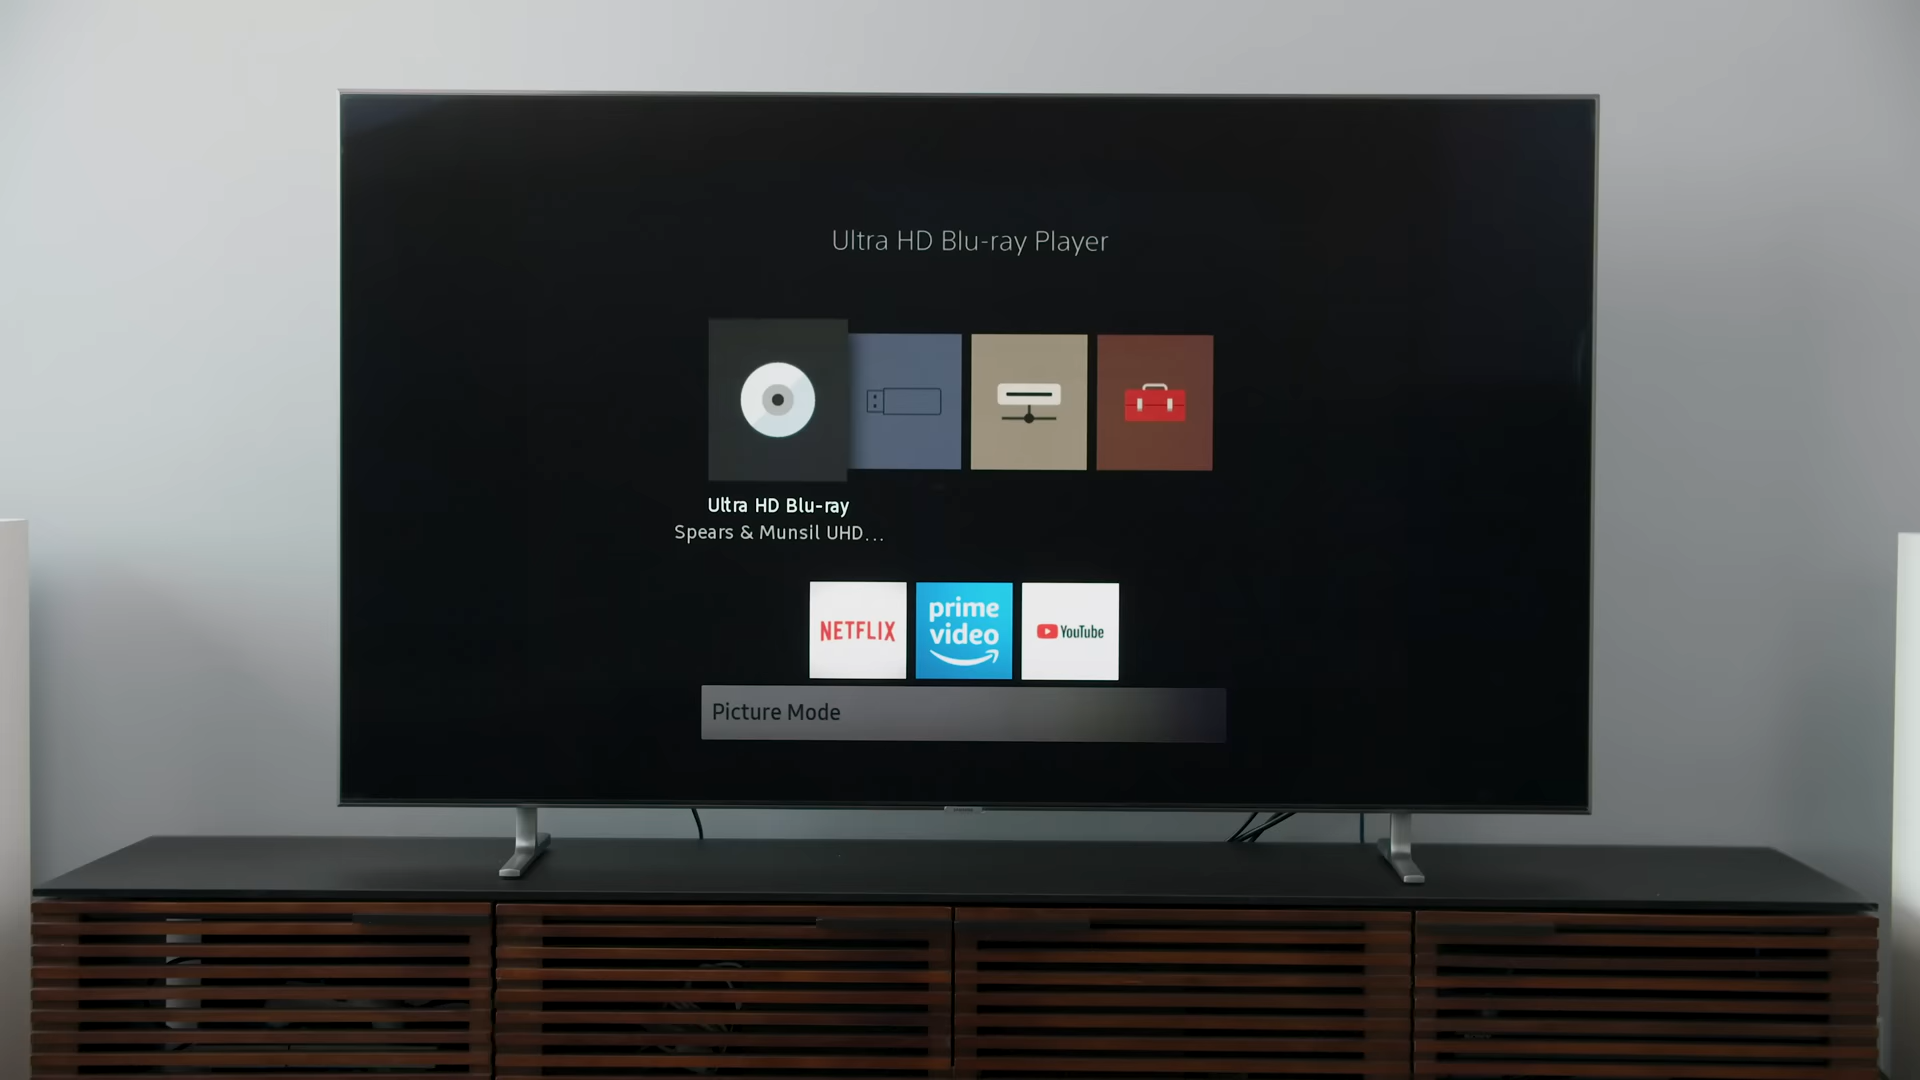 Ultra HD Blu-ray Player
Ultra HD Blu-ray
Spears & Munsil UHD...
NETFLIX
prime
video
YouTube
Picture Mode